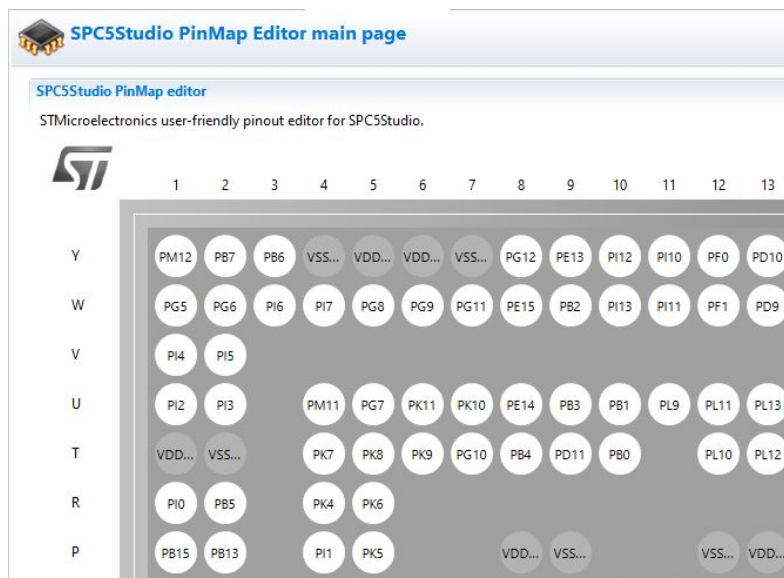 SPC5Studio PinMap Editor main page
SPC5Studio PinMap editor
STMicroelectronics user-friendly pinout editor for SPC5Studio.
ST
1 2 3 4 5 6 7 8 9 10 11 12 13
Y PM12 PB7 PB6 VSS... VDD... VDD... VSS... PG12 PE13 PI12 PI10 PF0 PD10
W PG5 PG6 PI6 PI7 PG8 PG9 PG11 PE15 PB2 PI13 PI11 PF1 PD9
V PI4 PI5
U PI2 PI3 PM11 PG7 PK11 PK10 PE14 PB3 PB1 PL9 PL11 PL13
T VDD... VSS... PK7 PK8 PK9 PG10 PB4 PD11 PB0 PL10 PL12
R PI0 PB5 PK4 PK6
P PB15 PB13 PI1 PK5 VDD... VSS... VSS... VDD...